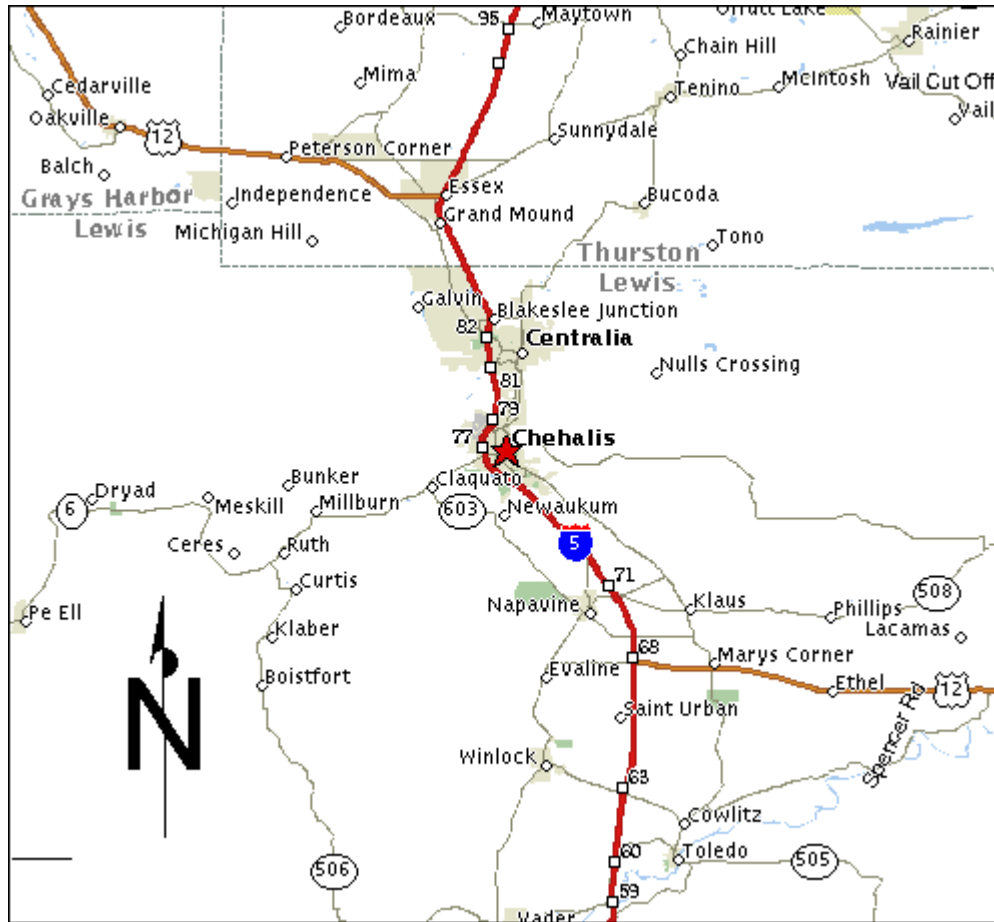 Bordeaux
95
Maytown
Offutt Lake
Rainier
Chain Hill
Mima
Cedarville
McIntosh
Vail Cut Off
Tenino
Oakville
12
Vail
Sunnydale
Peterson Corner
Balch
Essex
Independence
Bucoda
Grays Harbor
Lewis
Grand Mound
Michigan Hill
Tono
Thurston
Lewis
Galvin
Blakeslee Junction
82
Centralia
Nulls Crossing
81
79
77
Chehalis
Bunker
Claquato
Dryad
Meskill
Millburn
6
603
Newaukum
Ceres
Ruth
5
Curtis
71
508
Napavine
Klaus
Pe Ell
Phillips
Klaber
Lacamas
68
Marys Corner
Boistfort
Evaline
Ethel
12
Saint Urban
Spencer Rd
N
Winlock
63
Cowlitz
60
Toledo
506
505
59
Vader